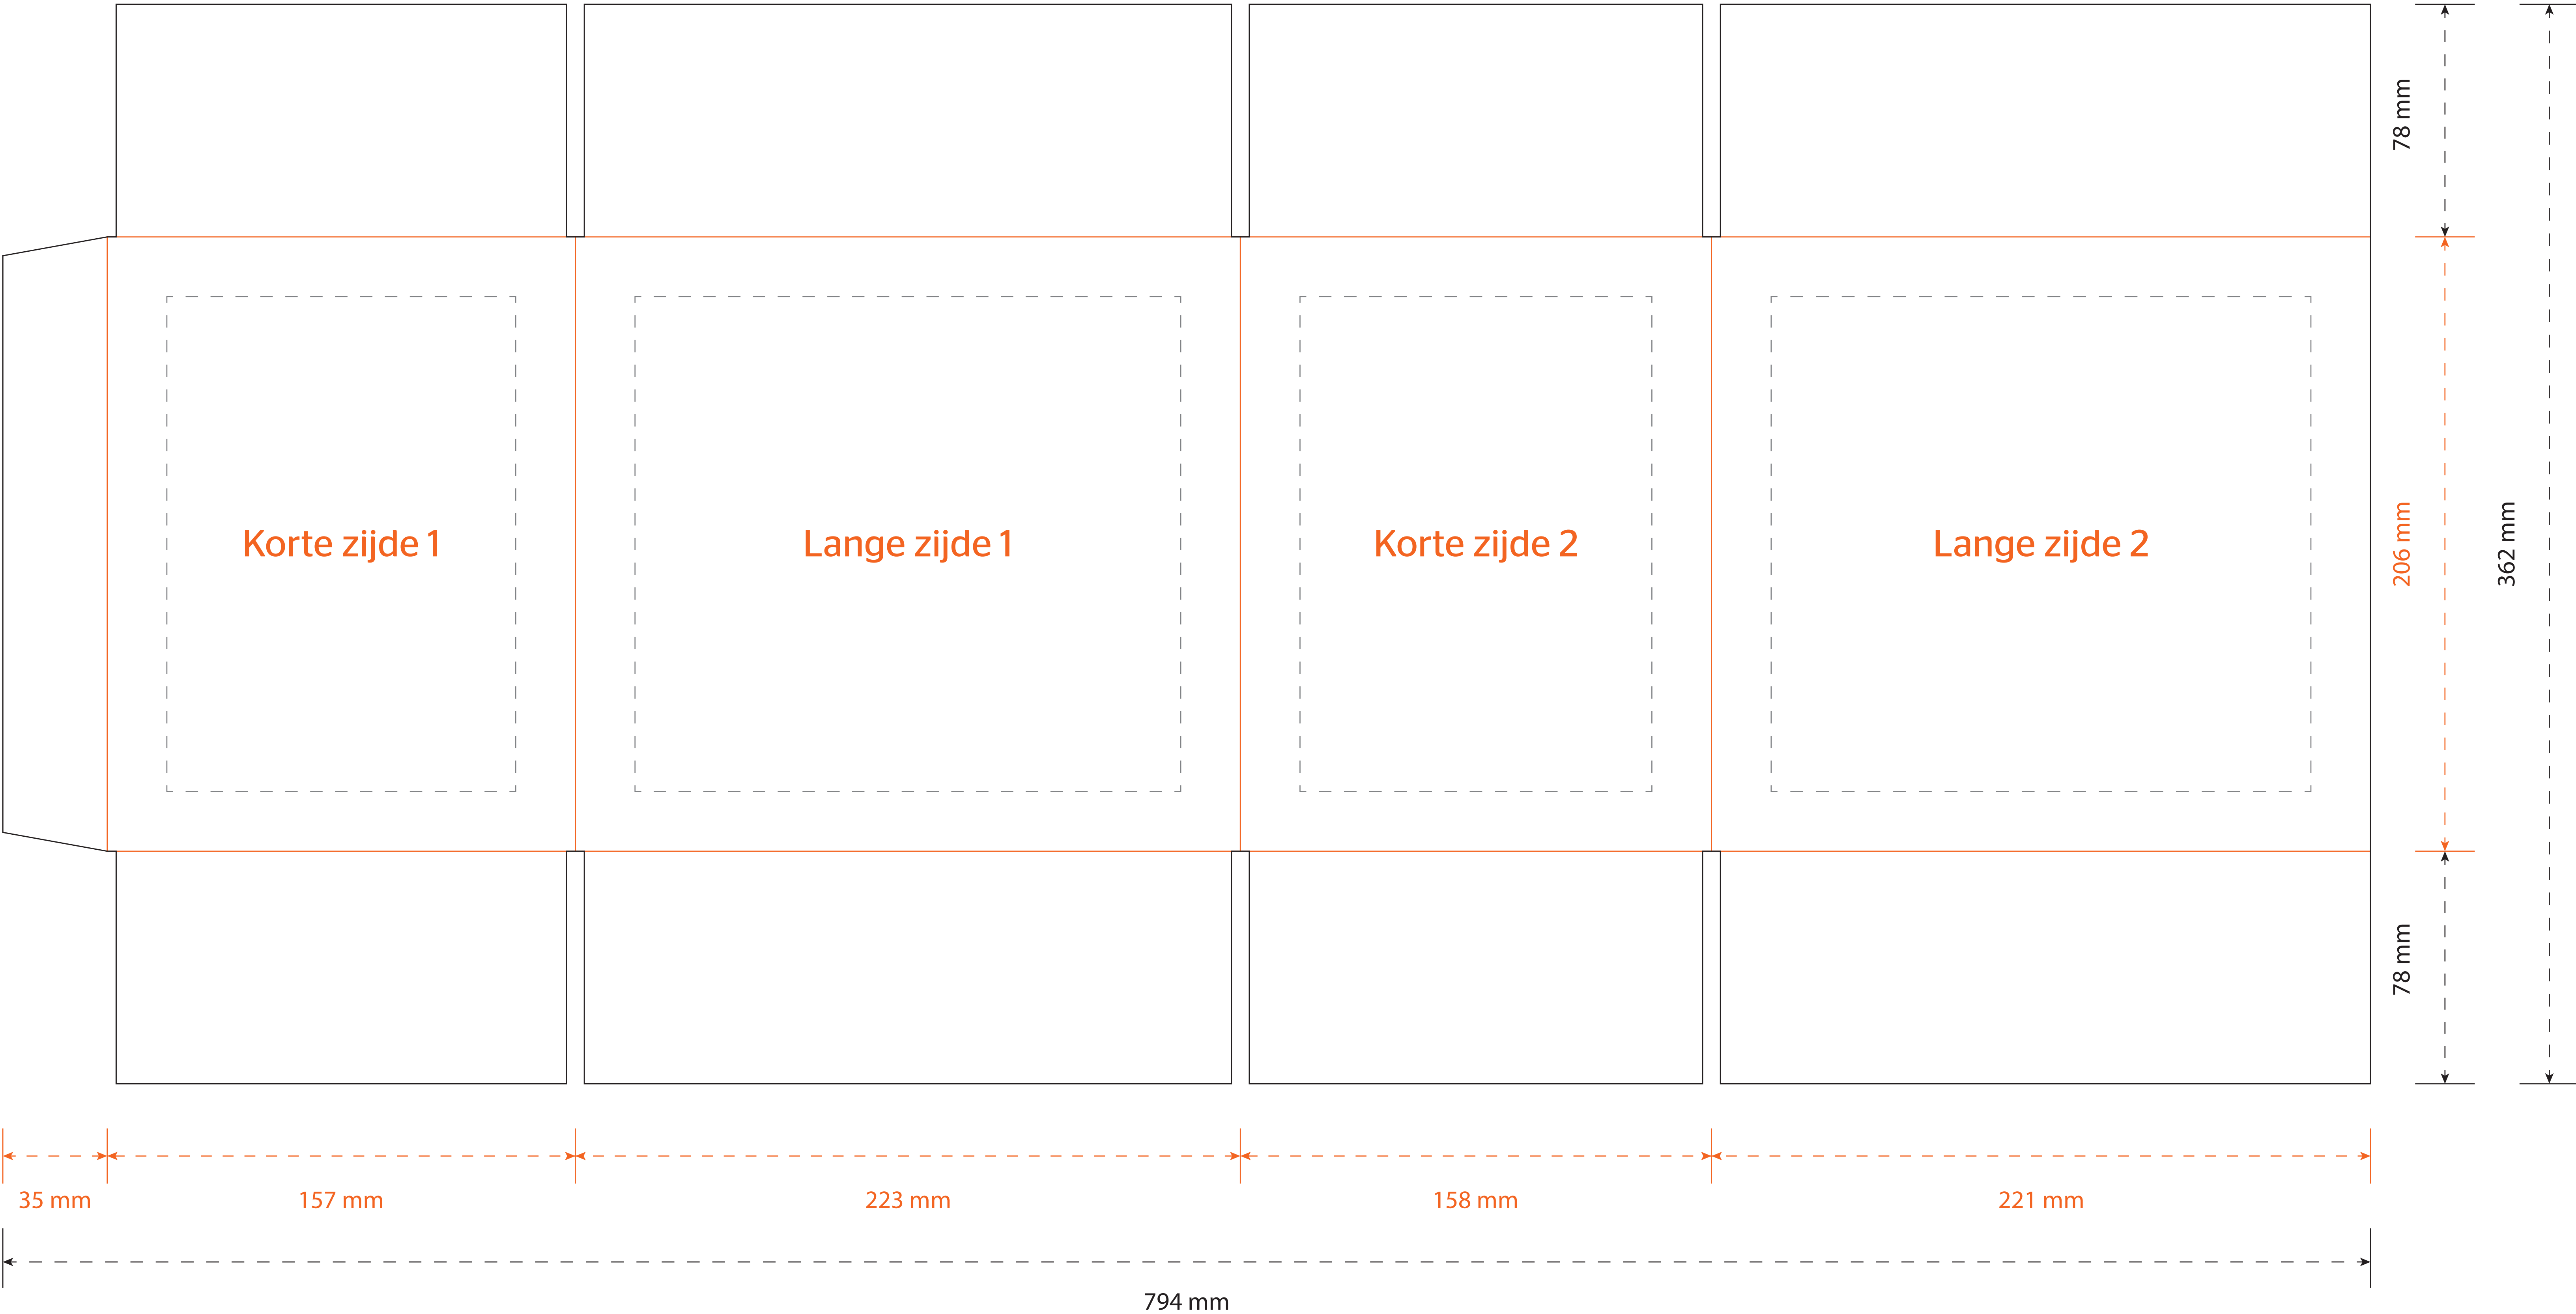 78 mm
Korte zijde 1
Lange zijde 1
Korte zijde 2
Lange zijde 2
206 mm
362 mm
78 mm
35 mm
157 mm
223 mm
158 mm
221 mm
794 mm